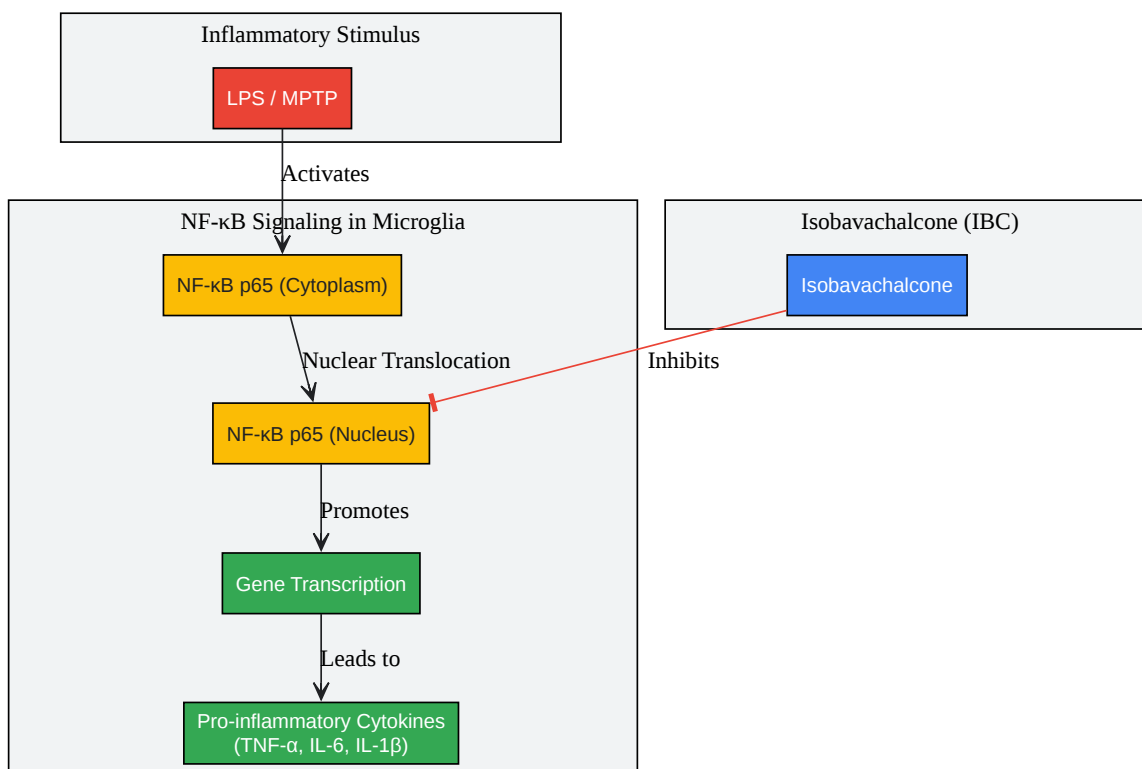 Inflammatory Stimulus
LPS / MPTP
Activates
NF-κB Signaling in Microglia
NF-κB p65 (Cytoplasm)
Nuclear Translocation
NF-κB p65 (Nucleus)
Promotes
Gene Transcription
Leads to
Pro-inflammatory Cytokines
(TNF-α, IL-6, IL-1β)
Isobavachalcone (IBC)
Isobavachalcone
Inhibits